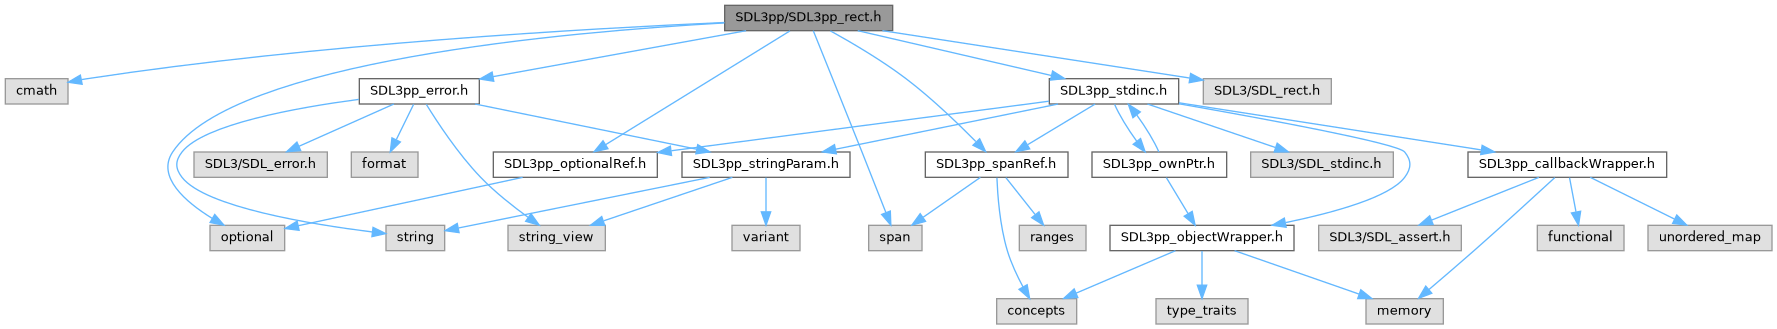 SDL3pp/SDL3pp_rect.h
cmath
SDL3pp_error.h
SDL3pp_stdinc.h
SDL3/SDL_rect.h
SDL3/SDL_error.h
format
SDL3pp_optionalRef.h
SDL3pp_stringParam.h
SDL3pp_spanRef.h
SDL3pp_ownPtr.h
SDL3/SDL_stdinc.h
SDL3pp_callbackWrapper.h
optional
string
string_view
variant
span
ranges
SDL3pp_objectWrapper.h
SDL3/SDL_assert.h
functional
unordered_map
concepts
type_traits
memory